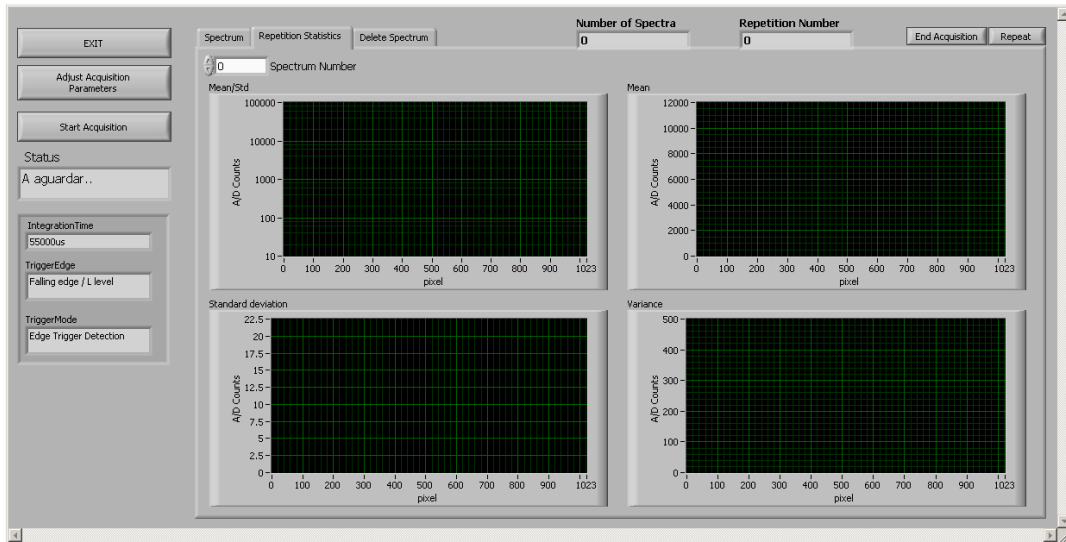 EXIT
Adjust Acquisition
Parameters
Start Acquisition
Status
A aguardar..
IntegrationTime
55000us
TriggerEdge
Falling edge / L level
TriggerMode
Edge Trigger Detection
Spectrum
Repetition Statistics
Delete Spectrum
Number of Spectra
0
Repetition Number
0
End Acquisition
Repeat
0
Spectrum Number
Mean/Std
100000
10000
1000
100
10
A/D Counts
0 100 200 300 400 500 600 700 800 900 1023
pixel
Mean
12000
10000
8000
6000
4000
2000
0
A/D Counts
0 100 200 300 400 500 600 700 800 900 1023
pixel
Standard deviation
22.5
20
17.5
15
12.5
10
7.5
5
2.5
0
A/D Counts
0 100 200 300 400 500 600 700 800 900 1023
pixel
Variance
500
400
300
200
100
0
A/D Counts
0 100 200 300 400 500 600 700 800 900 1023
pixel